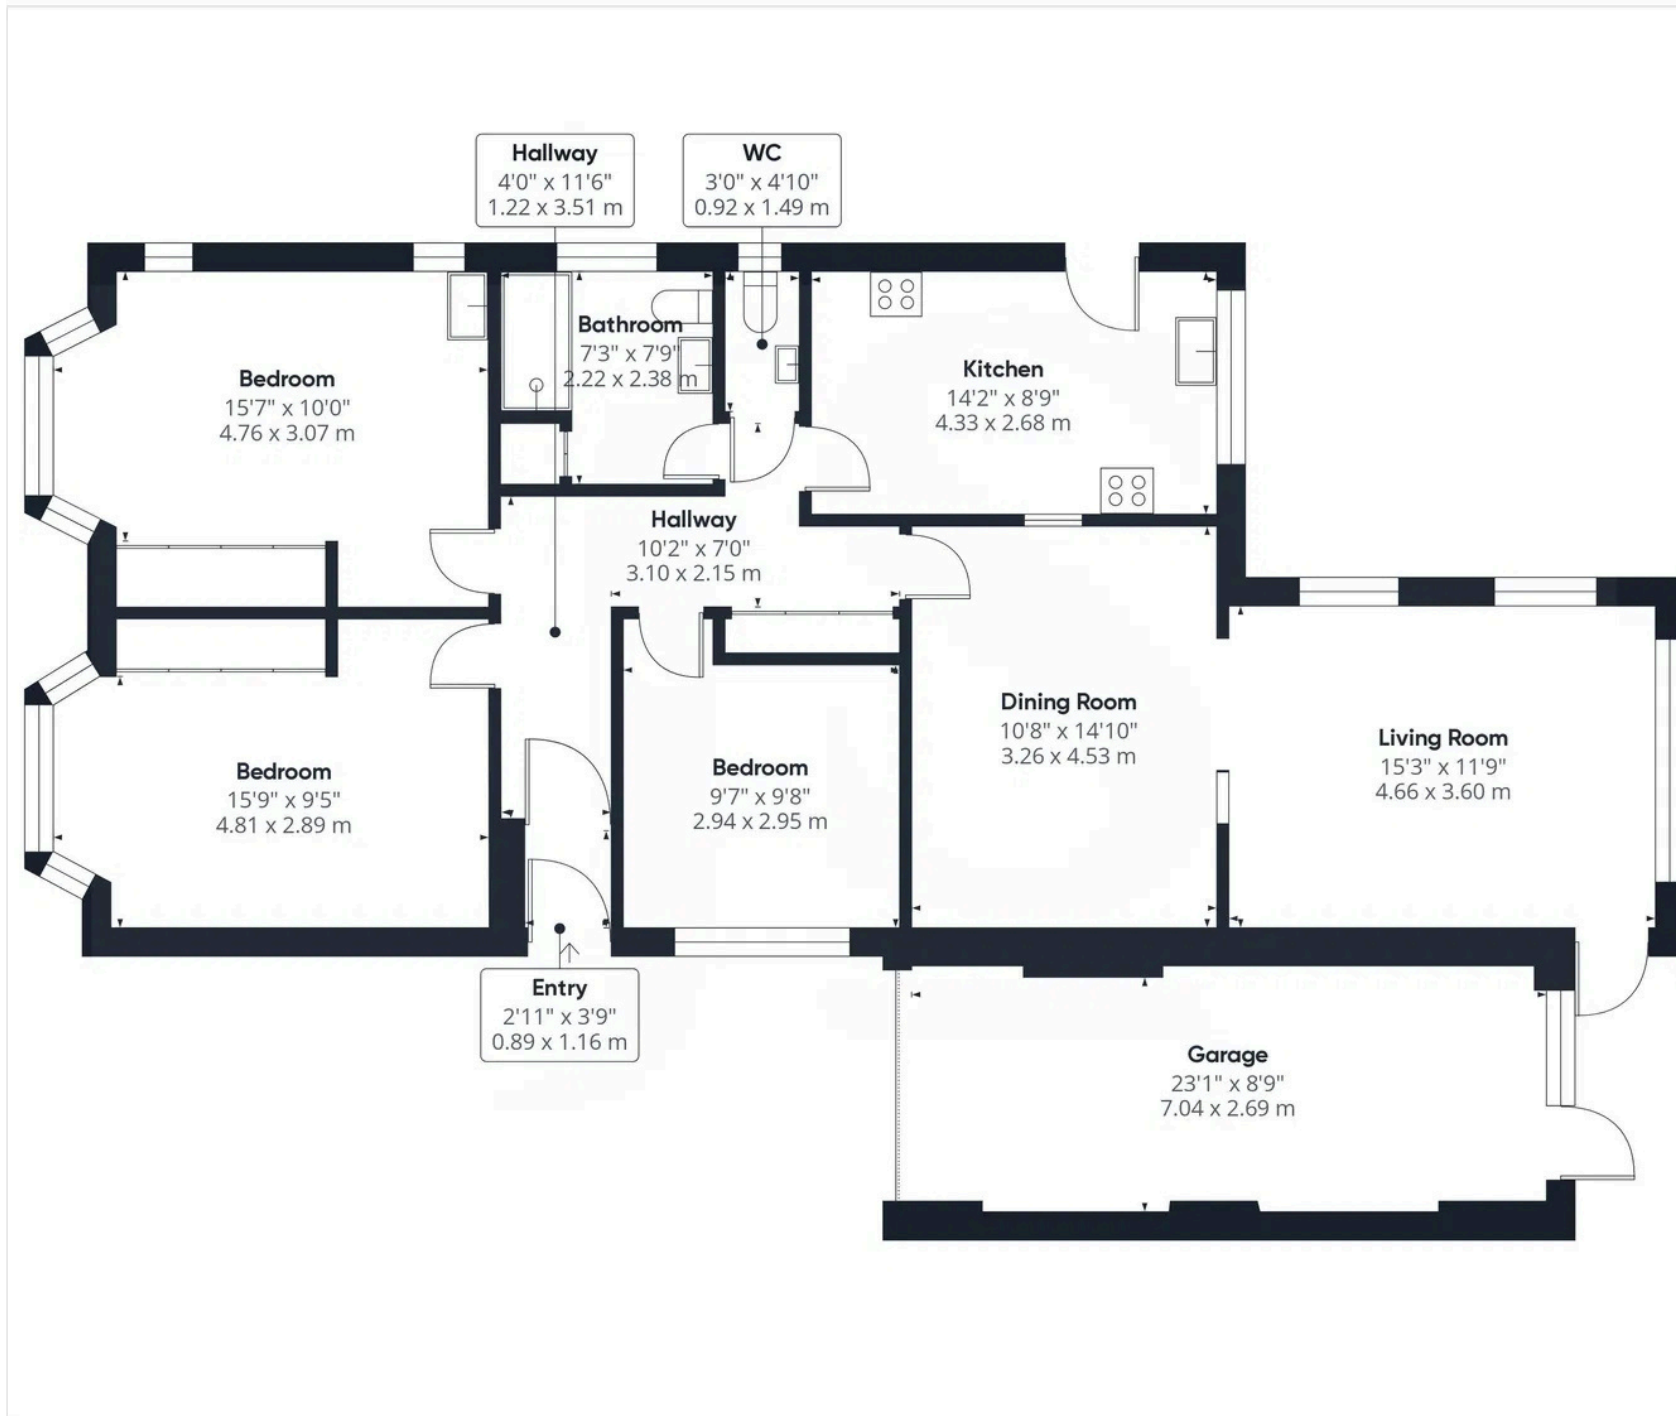 Hallway
4'0" x 11'6"
1.22 x 3.51 m
WC
3'0" x 4'10"
0.92 x 1.49 m
Bedroom
15'7" x 10'0"
4.76 x 3.07 m
Bathroom
7'3" x 7'9"
2.22 x 2.38 m
Kitchen
14'2" x 8'9"
4.33 x 2.68 m
Hallway
10'2" x 7'0"
3.10 x 2.15 m
Bedroom
15'9" x 9'5"
4.81 x 2.89 m
Bedroom
9'7" x 9'8"
2.94 x 2.95 m
Dining Room
10'8" x 14'10"
3.26 x 4.53 m
Living Room
15'3" x 11'9"
4.66 x 3.60 m
Entry
2'11" x 3'9"
0.89 x 1.16 m
Garage
23'1" x 8'9"
7.04 x 2.69 m